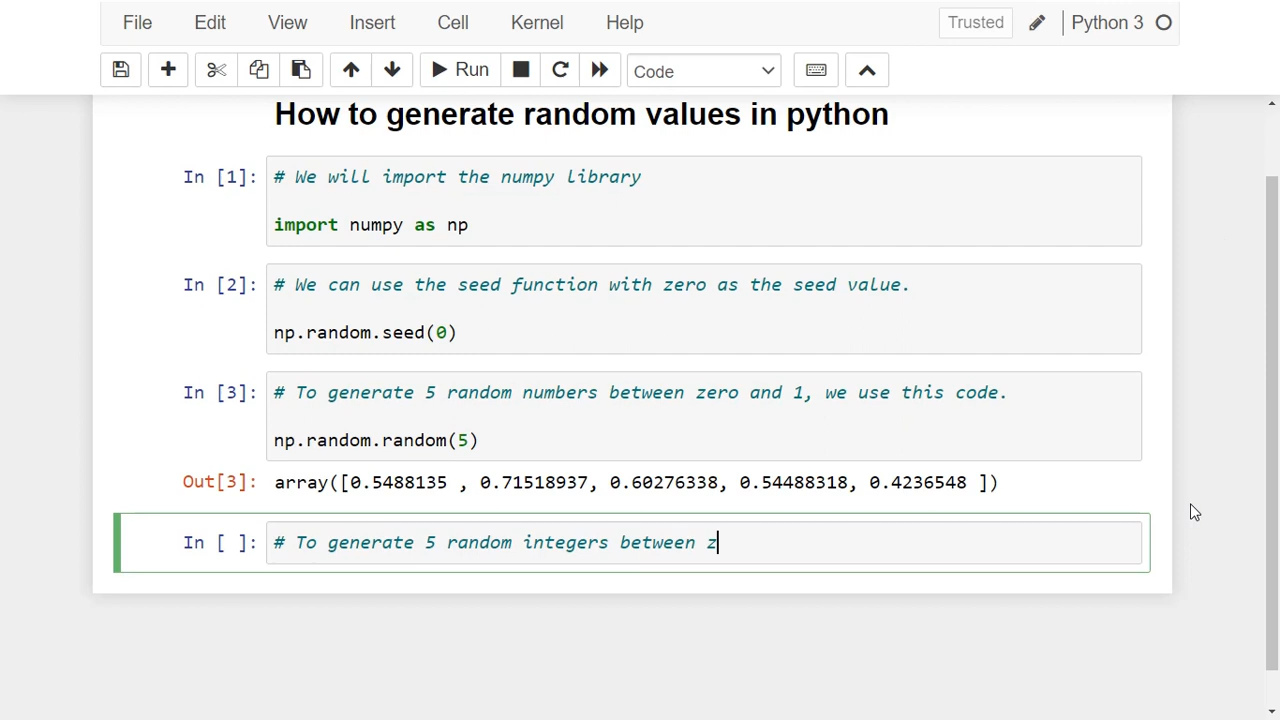 File Edit View Insert Cell Kernel Help Trusted Python 3
Run Code
How to generate random values in python
In [1]: # We will import the numpy library
import numpy as np
In [2]: # We can use the seed function with zero as the seed value.
np.random.seed(0)
In [3]: # To generate 5 random numbers between zero and 1, we use this code.
np.random.random(5)
Out[3]: array([0.5488135 , 0.71518937, 0.60276338, 0.54488318, 0.4236548 ])
In [ ]: # To generate 5 random integers between z